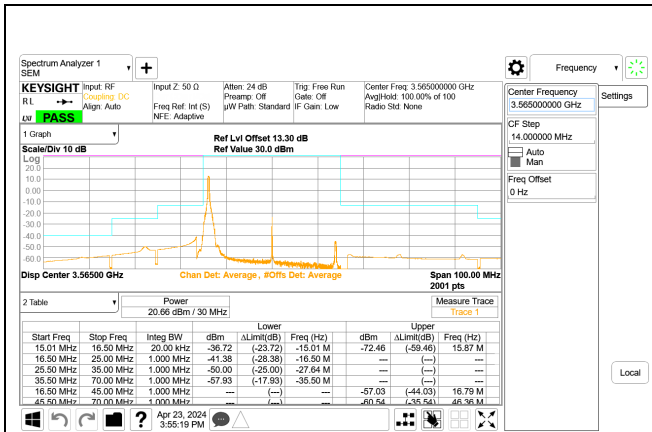 Spectrum Analyzer 1
SEM
Frequency
KEYSIGHT
Input: RF
Coupling: DC
Align: Auto
Input Z: 50 Ω
Freq Ref: Int (S)
NFE: Adaptive
Atten: 24 dB
Preamp: Off
µW Path: Standard
Trig: Free Run
Gate: Off
IF Gain: Low
Center Freq: 3.565000000 GHz
Avg|Hold: 100.00% of 100
Radio Std: None
R L
LXI PASS
Center Frequency
3.565000000 GHz
Settings
CF Step
14.000000 MHz
Auto
Man
Freq Offset
0 Hz
1 Graph
Scale/Div 10 dB
Ref Lvl Offset 13.30 dB
Ref Value 30.0 dBm
Log
20.0
10.0
0.00
-10.0
-20.0
-30.0
-40.0
-50.0
-60.0
Disp Center 3.56500 GHz
Chan Det: Average , #Offs Det: Average
Span 100.00 MHz
2001 pts
2 Table
Power
20.66 dBm / 30 MHz
Measure Trace
Trace 1
Lower Upper
Start Freq Stop Freq Integ BW dBm ΔLimit(dB) Freq (Hz) dBm ΔLimit(dB) Freq (Hz)
15.01 MHz 16.50 MHz 20.00 kHz -36.72 (-23.72) -15.01 M -72.46 (-59.46) 15.87 M
16.50 MHz 25.00 MHz 1.000 MHz -41.38 (-28.38) -16.50 M --- (---) ---
25.50 MHz 35.00 MHz 1.000 MHz -50.00 (-25.00) -27.64 M --- (---) ---
35.50 MHz 70.00 MHz 1.000 MHz -57.93 (-17.93) -35.50 M --- (---) ---
16.50 MHz 45.00 MHz 1.000 MHz --- (---) --- -57.03 (-44.03) 16.79 M
45.50 MHz 70.00 MHz 1.000 MHz --- (---) --- -60.54 (-35.54) 46.36 M
Local
? Apr 23, 2024
3:55:19 PM